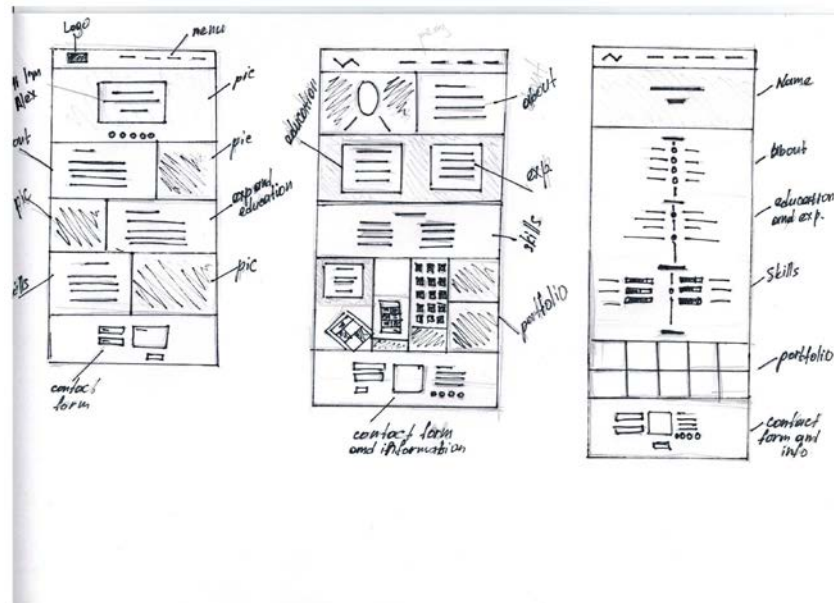 Logo
menu
pic
Alex
pic
out
pic
exp and
education
pic
contact
form
education
about
exp
skills
portfolio
contact form
and information
Name
About
education
and exp.
Skills
portfolio
contact
form and
info